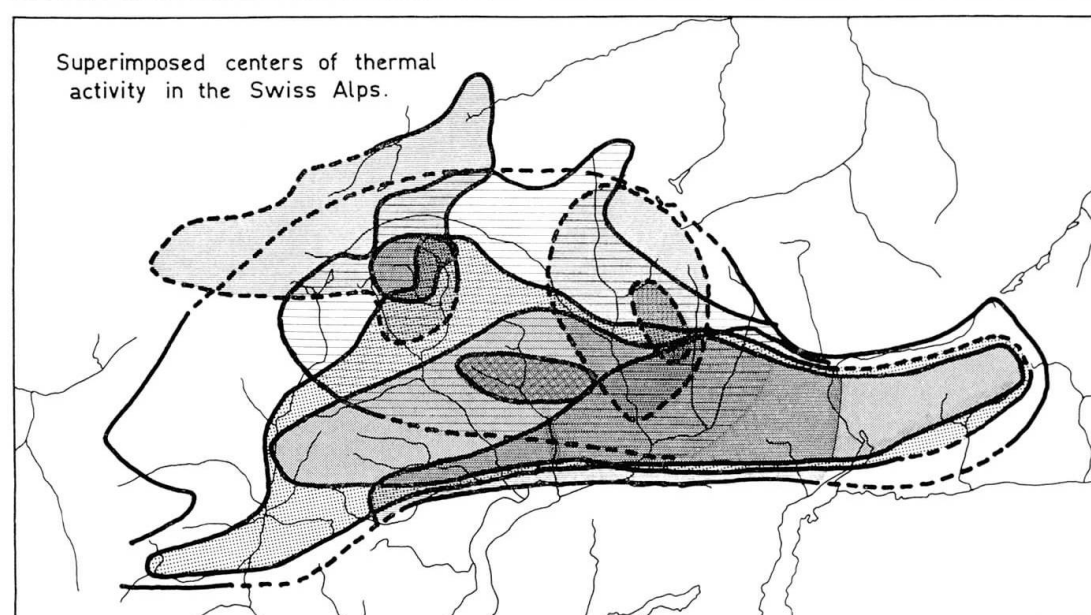 Superimposed centers of thermal
activity in the Swiss Alps.